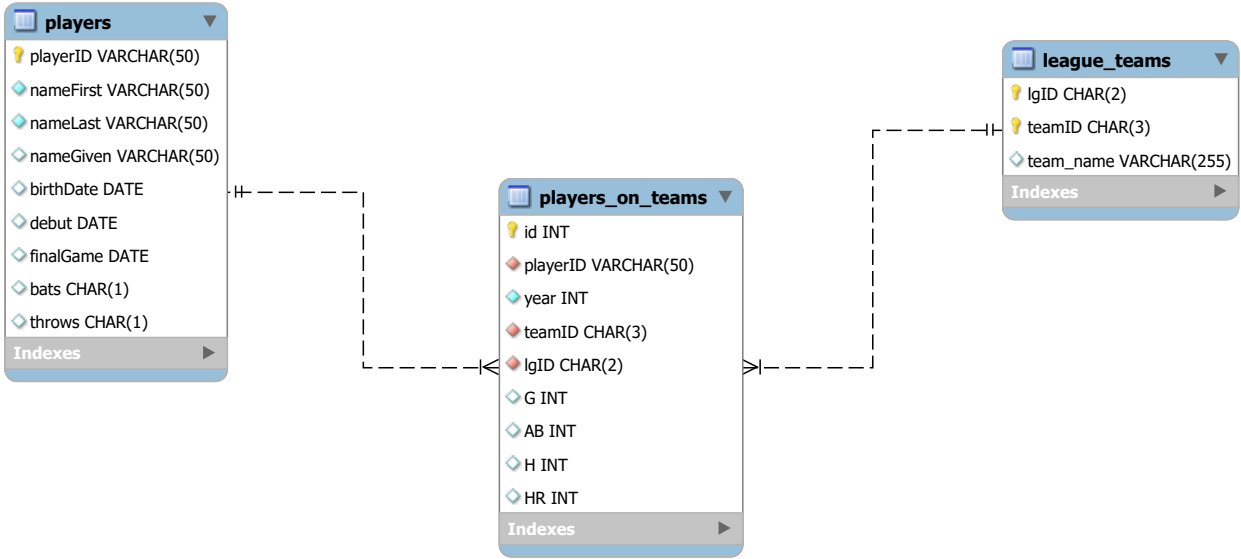 players
playerID VARCHAR(50)
nameFirst VARCHAR(50)
nameLast VARCHAR(50)
nameGiven VARCHAR(50)
birthDate DATE
debut DATE
finalGame DATE
bats CHAR(1)
throws CHAR(1)
Indexes
players_on_teams
id INT
playerID VARCHAR(50)
year INT
teamID CHAR(3)
lgID CHAR(2)
G INT
AB INT
H INT
HR INT
Indexes
league_teams
lgID CHAR(2)
teamID CHAR(3)
team_name VARCHAR(255)
Indexes